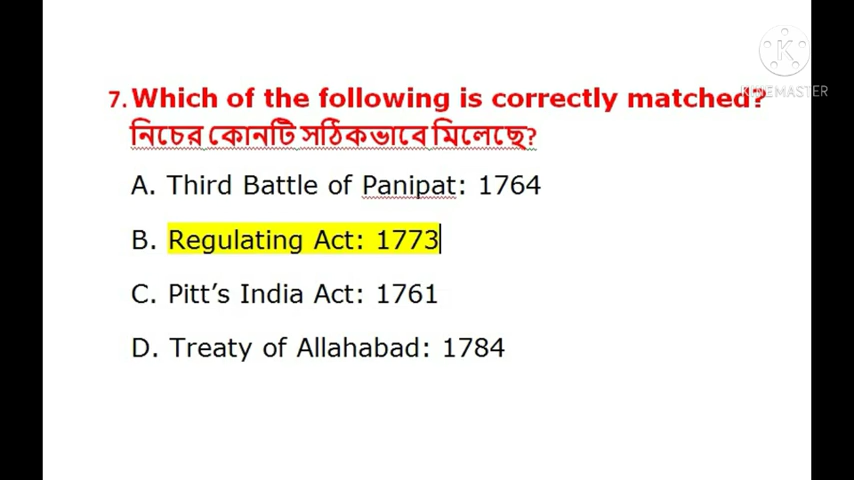 KINEMASTER
7. Which of the following is correctly matched?
নিচের কোনটি সঠিকভাবে মিলেছে?
A. Third Battle of Panipat: 1764
B. Regulating Act: 1773
C. Pitt’s India Act: 1761
D. Treaty of Allahabad: 1784